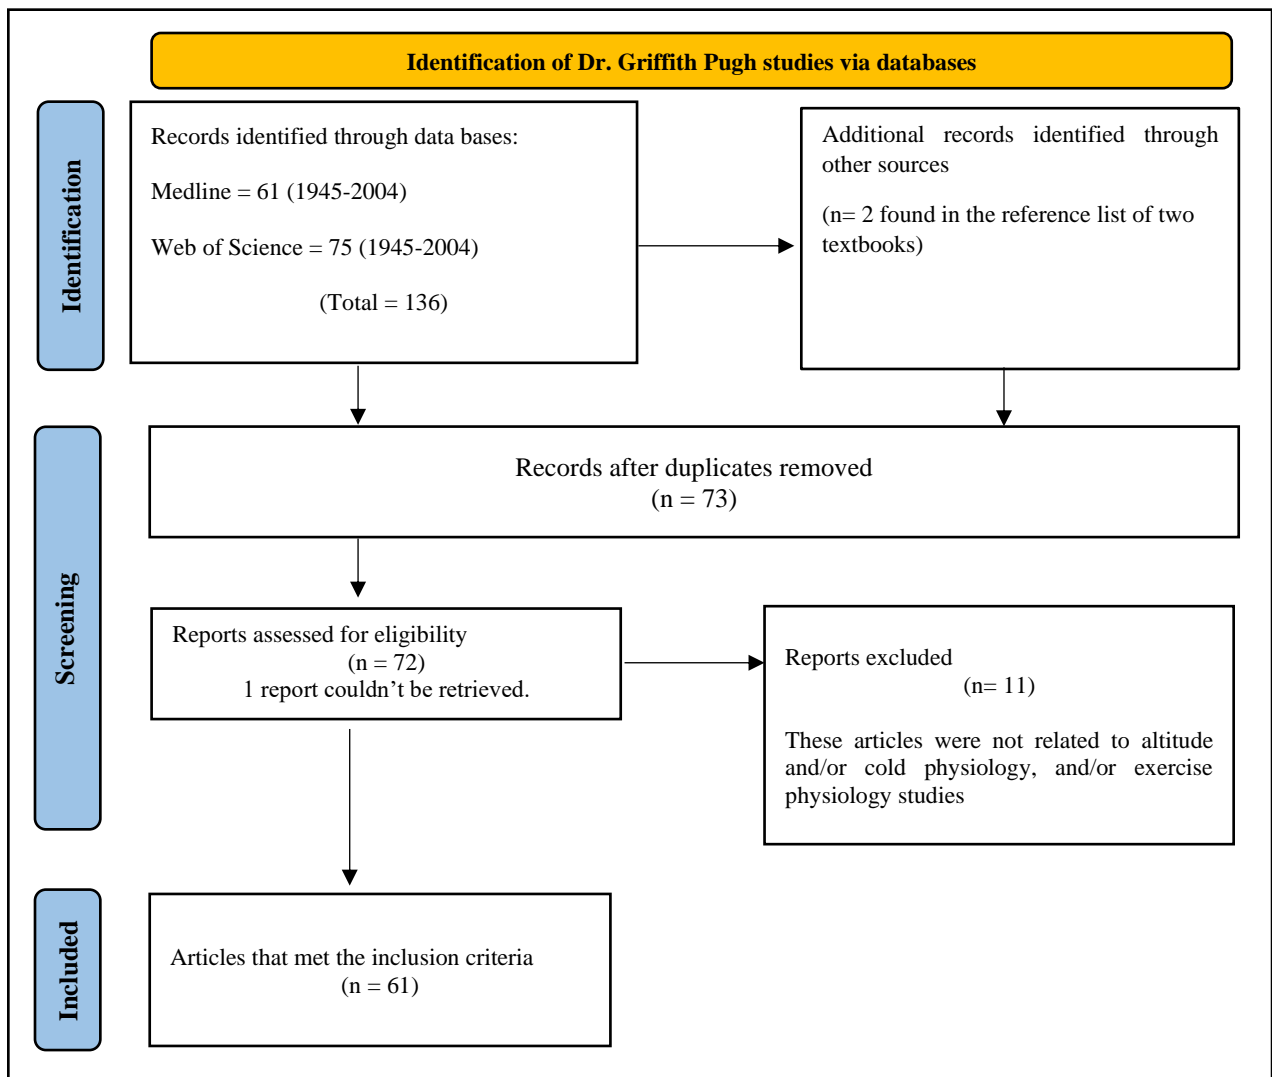 Identification of Dr. Griffith Pugh studies via databases
Identification
Records identified through data bases:
Medline = 61 (1945-2004)
Web of Science = 75 (1945-2004)
(Total = 136)
Additional records identified through
other sources
(n= 2 found in the reference list of two
textbooks)
Screening
Records after duplicates removed
(n = 73)
Reports assessed for eligibility
(n = 72)
1 report couldn’t be retrieved.
Reports excluded
(n= 11)
These articles were not related to altitude
and/or cold physiology, and/or exercise
physiology studies
Included
Articles that met the inclusion criteria
(n = 61)